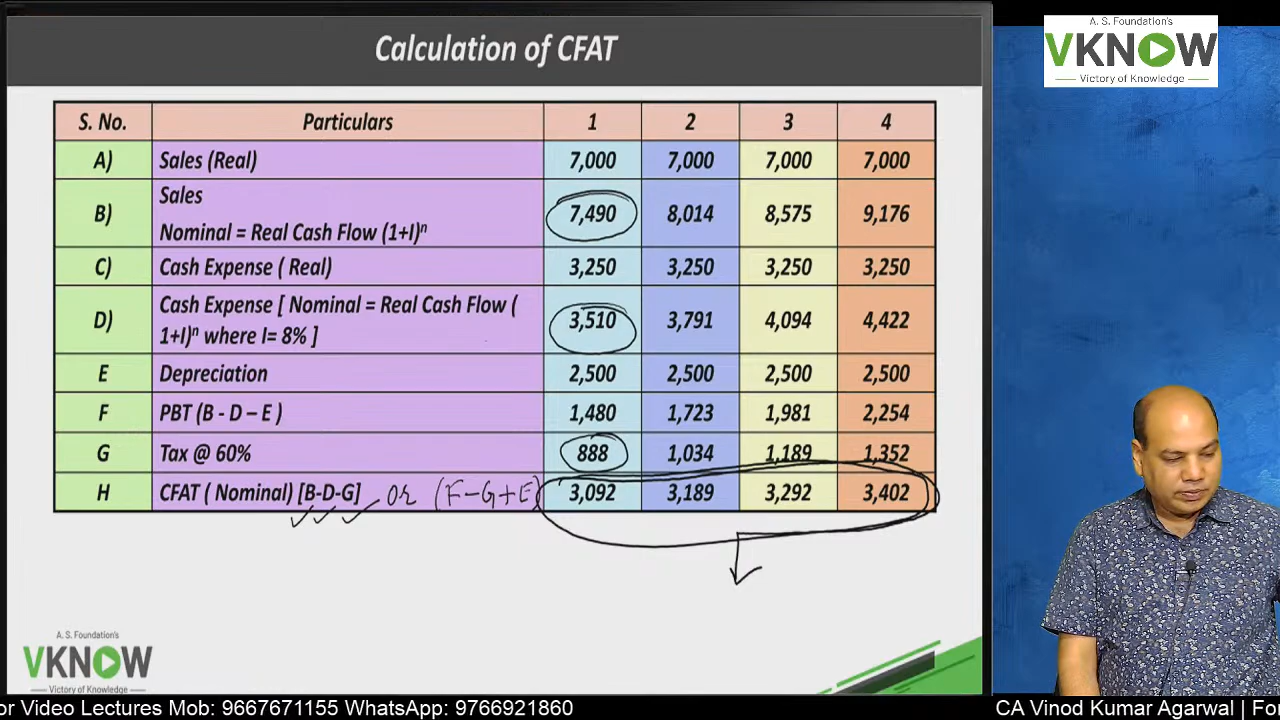 Calculation of CFAT
A. S. Foundation's
VKNOW
Victory of Knowledge
S. No. Particulars 1 2 3 4
A) Sales (Real) 7,000 7,000 7,000 7,000
B) Sales
Nominal = Real Cash Flow (1+I)ⁿ 7,490 8,014 8,575 9,176
C) Cash Expense ( Real) 3,250 3,250 3,250 3,250
D) Cash Expense [ Nominal = Real Cash Flow (
1+I)ⁿ where I= 8% ] 3,510 3,791 4,094 4,422
E Depreciation 2,500 2,500 2,500 2,500
F PBT (B - D – E ) 1,480 1,723 1,981 2,254
G Tax @ 60% 888 1,034 1,189 1,352
H CFAT ( Nominal) [B-D-G] or (F-G+E) 3,092 3,189 3,292 3,402
A. S. Foundation's
VKNOW
Victory of Knowledge
or Video Lectures Mob: 9667671155 WhatsApp: 9766921860
CA Vinod Kumar Agarwal | For